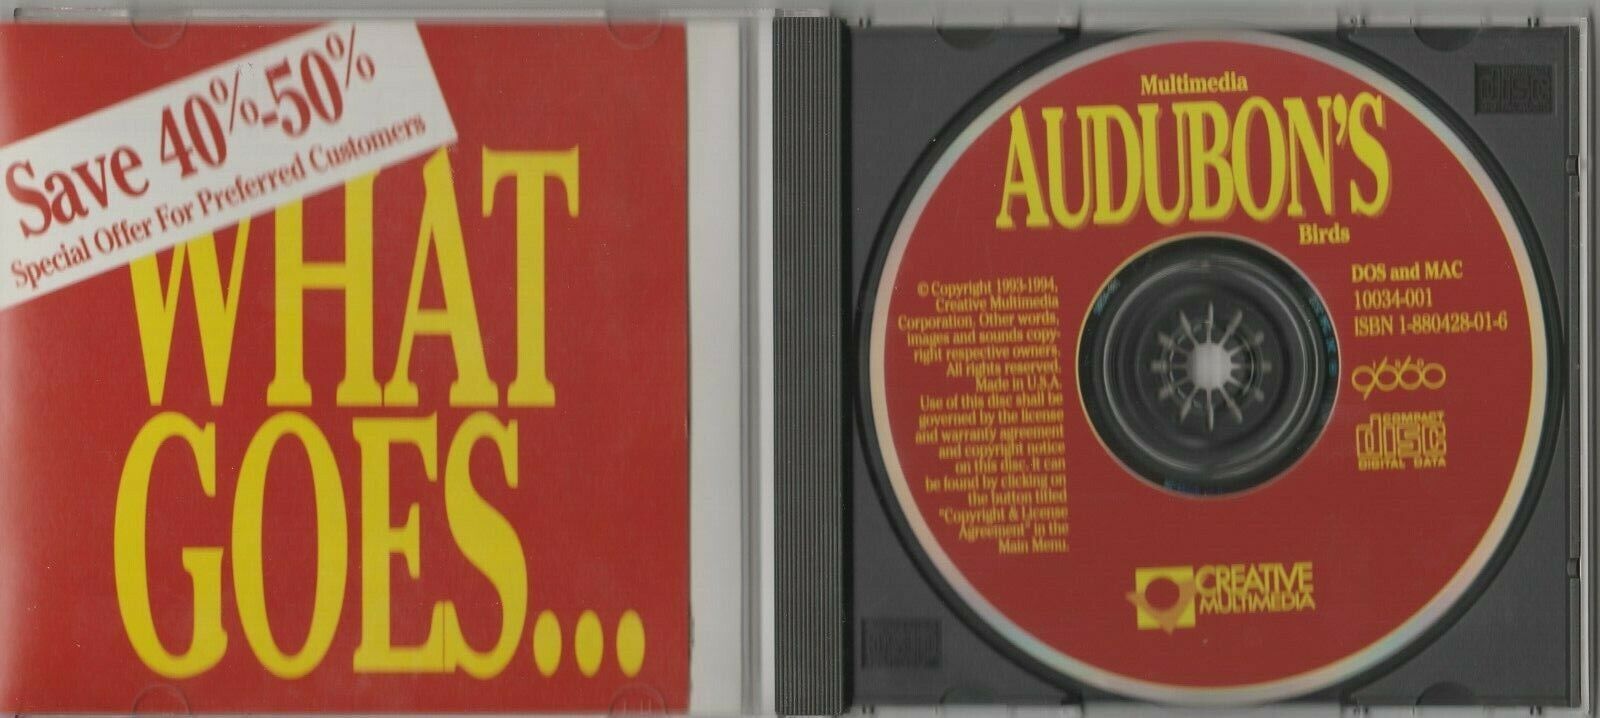 Save 40%-50%
Special Offer For Preferred Customers
WHAT
GOES...
Multimedia
AUDUBON'S
Birds
DOS and MAC
10034-001
ISBN 1-880428-01-6
© Copyright 1993-1994,
Creative Multimedia
Corporation. Other words,
images and sounds copy-
right respective owners.
All rights reserved.
Made in U.S.A.
Use of this disc shall be
governed by the license
and warranty agreement
and copyright notice
on this disc. It can
be found by clicking on
the button titled
"Copyright & License
Agreement" in the
Main Menu.
9660
COMPACT
disc
DIGITAL DATA
CREATIVE
MULTIMEDIA
disc